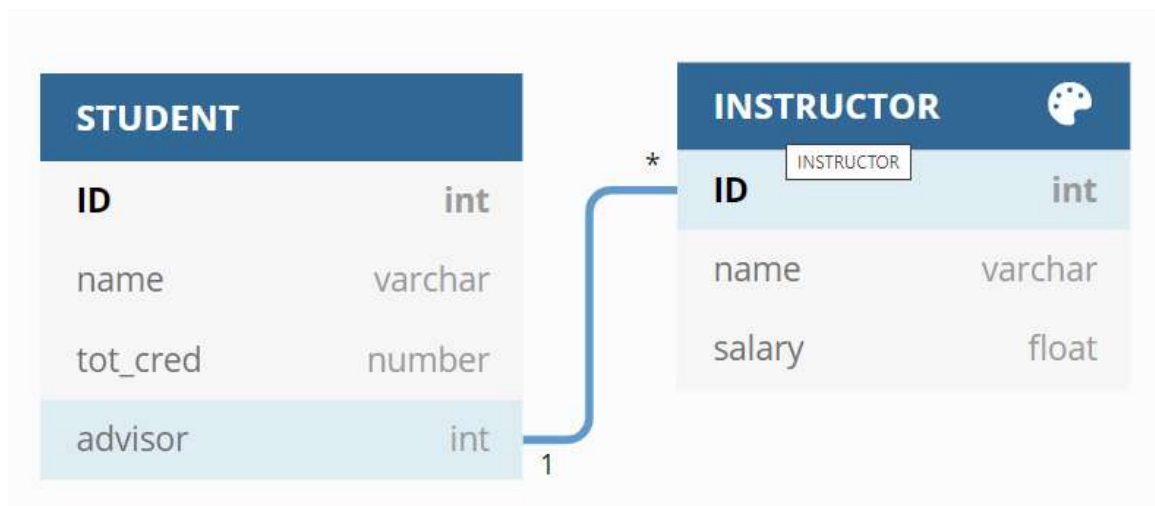 STUDENT
ID int
name varchar
tot_cred number
advisor int
1
*
INSTRUCTOR
INSTRUCTOR
ID int
name varchar
salary float